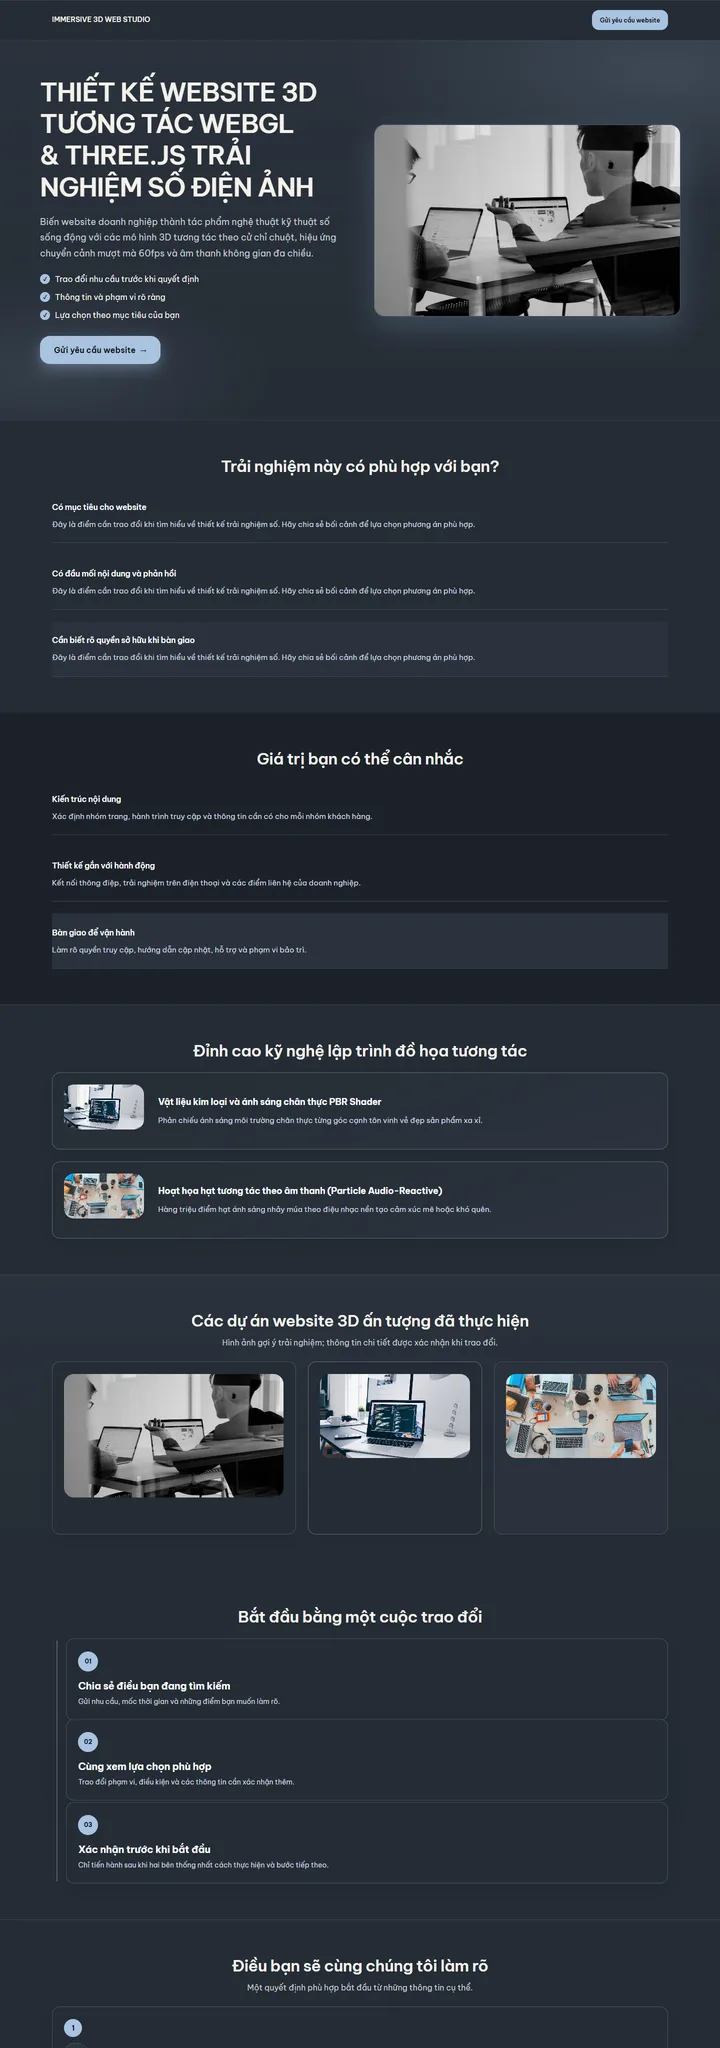 IMMERSIVE 3D WEB STUDIO
Gửi yêu cầu website
THIẾT KẾ WEBSITE 3D
TƯƠNG TÁC WEBGL
& THREE.JS TRẢI
NGHIỆM SỐ ĐIỆN ẢNH
Biến website doanh nghiệp thành tác phẩm nghệ thuật kỹ thuật số
sống động với các mô hình 3D tương tác theo cử chỉ chuột, hiệu ứng
chuyển cảnh mượt mà 60fps và âm thanh không gian đa chiều.
Trao đổi nhu cầu trước khi quyết định
Thông tin và phạm vi rõ ràng
Lựa chọn theo mục tiêu của bạn
Gửi yêu cầu website →
Trải nghiệm này có phù hợp với bạn?
Có mục tiêu cho website
Đây là điểm cần trao đổi khi tìm hiểu về thiết kế trải nghiệm số. Hãy chia sẻ bối cảnh để lựa chọn phương án phù hợp.
Có đầu mối nội dung và phản hồi
Đây là điểm cần trao đổi khi tìm hiểu về thiết kế trải nghiệm số. Hãy chia sẻ bối cảnh để lựa chọn phương án phù hợp.
Cần biết rõ quyền sở hữu khi bàn giao
Đây là điểm cần trao đổi khi tìm hiểu về thiết kế trải nghiệm số. Hãy chia sẻ bối cảnh để lựa chọn phương án phù hợp.
Giá trị bạn có thể cân nhắc
Kiến trúc nội dung
Xác định nhóm trang, hành trình truy cập và thông tin cần có cho mỗi nhóm khách hàng.
Thiết kế gắn với hành động
Kết nối thông điệp, trải nghiệm trên điện thoại và các điểm liên hệ của doanh nghiệp.
Bàn giao để vận hành
Làm rõ quyền truy cập, hướng dẫn cập nhật, hỗ trợ và phạm vi bảo trì.
Đỉnh cao kỹ nghệ lập trình đồ họa tương tác
Vật liệu kim loại và ánh sáng chân thực PBR Shader
Phản chiếu ánh sáng môi trường chân thực từng góc cạnh tôn vinh vẻ đẹp sản phẩm xa xỉ.
Hoạt họa hạt tương tác theo âm thanh (Particle Audio-Reactive)
Hàng triệu điểm hạt ánh sáng nhảy múa theo điệu nhạc nền tạo cảm xúc mê hoặc khó quên.
Các dự án website 3D ấn tượng đã thực hiện
Hình ảnh gợi ý trải nghiệm; thông tin chi tiết được xác nhận khi trao đổi.
Bắt đầu bằng một cuộc trao đổi
01
Chia sẻ điều bạn đang tìm kiếm
Gửi nhu cầu, mốc thời gian và những điểm bạn muốn làm rõ.
02
Cùng xem lựa chọn phù hợp
Trao đổi phạm vi, điều kiện và các thông tin cần xác nhận thêm.
03
Xác nhận trước khi bắt đầu
Chỉ tiến hành sau khi hai bên thống nhất cách thực hiện và bước tiếp theo.
Điều bạn sẽ cùng chúng tôi làm rõ
Một quyết định phù hợp bắt đầu từ những thông tin cụ thể.
1